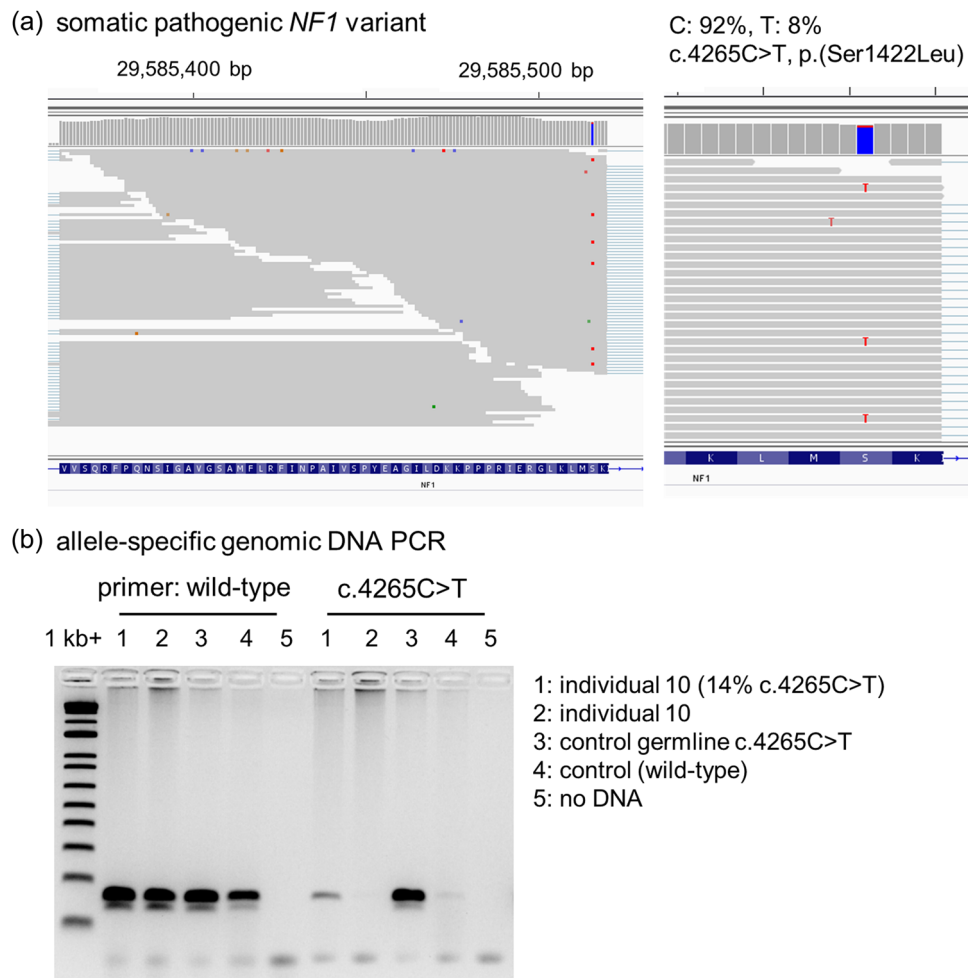 (a) somatic pathogenic NF1 variant
C: 92%, T: 8%
c.4265C>T, p.(Ser1422Leu)
29,585,400 bp 29,585,500 bp
T
T
T
T
V V S Q R F P Q N S I G A V G S A M F L R F I N P A I V S P Y E A G I L D K K P P P R I E R G L K L M S K
NF1
K L M S K
NF1
(b) allele-specific genomic DNA PCR
primer: wild-type c.4265C>T
1 kb+ 1 2 3 4 5 1 2 3 4 5
1: individual 10 (14% c.4265C>T)
2: individual 10
3: control germline c.4265C>T
4: control (wild-type)
5: no DNA